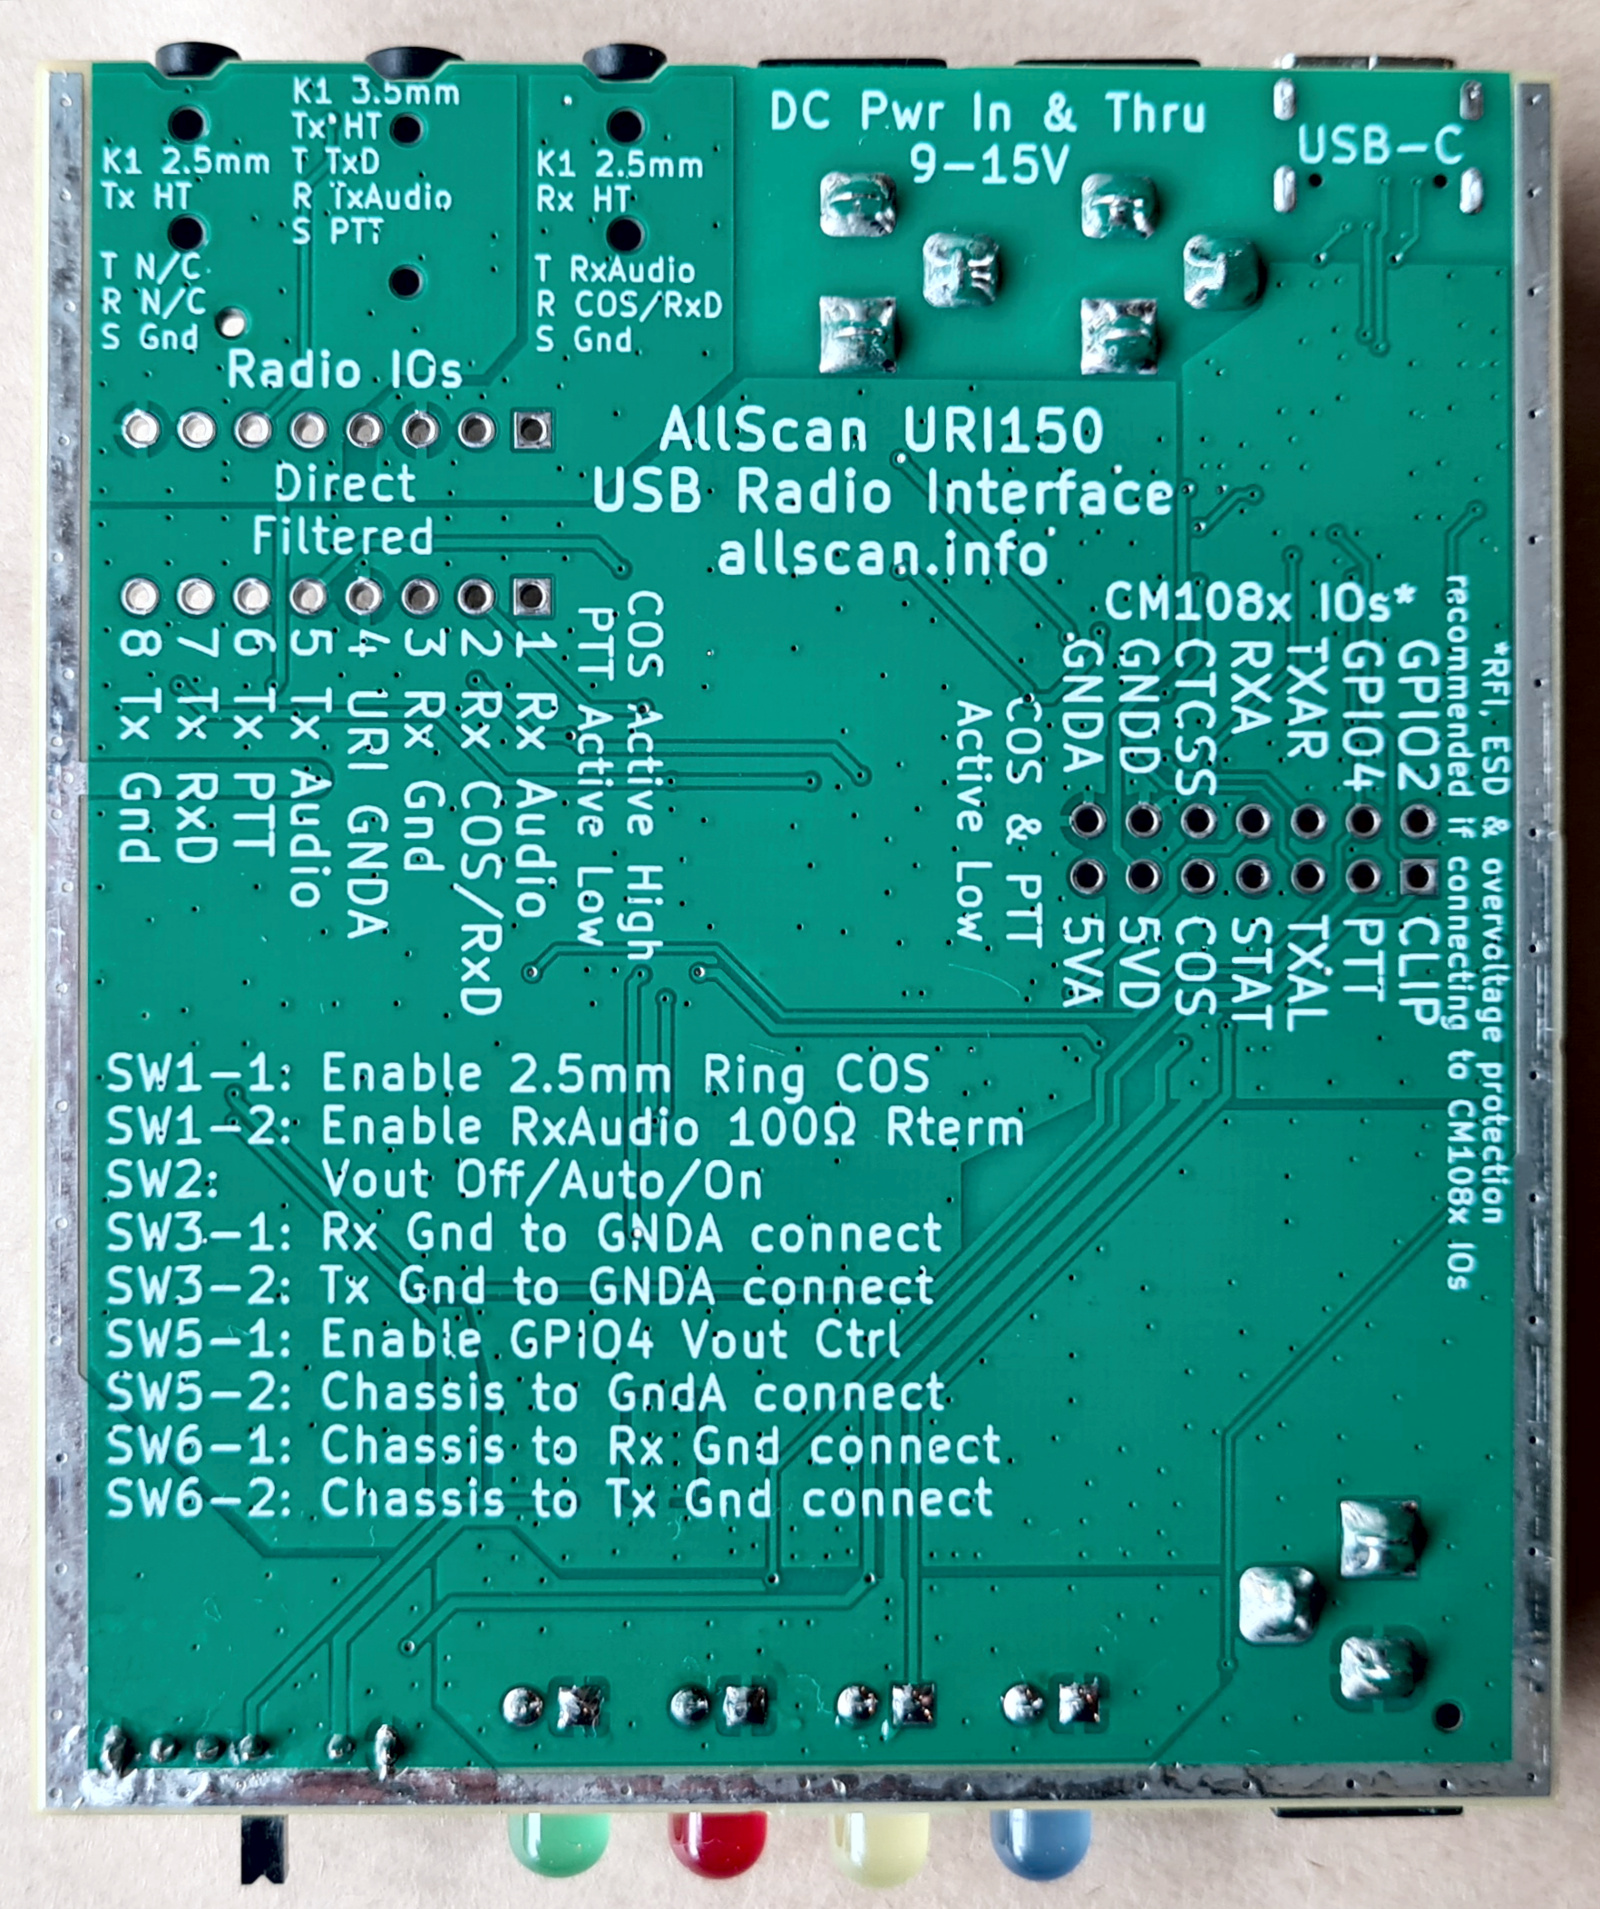 K1 3.5mm
Tx HT
T TxD
R TxAudio
S PTT
K1 2.5mm
Tx HT
T N/C
R N/C
S Gnd
K1 2.5mm
Rx HT
T RxAudio
R COS/RxD
S Gnd
DC Pwr In & Thru
9-15V
USB-C
Radio IOs
Direct
Filtered
AllScan URI150
USB Radio Interface
allscan.info
8 Tx Gnd
7 Tx RxD
6 Tx PTT
5 Tx Audio
4 URI GNDA
3 Rx Gnd
2 Rx COS/RxD
1 Rx Audio
PTT Active Low
COS Active High
CM108x IOs*
GNDA
GNDD
CTCSS
RXA
TXAR
GPIO4
GPIO2
5VA
5VD
COS
STAT
TXAL
PTT
CLIP
COS & PTT
Active Low
*RFI, ESD & overvoltage protection
recommended if connecting to CM108x IOs
SW1-1: Enable 2.5mm Ring COS
SW1-2: Enable RxAudio 100Ω Rterm
SW2: Vout Off/Auto/On
SW3-1: Rx Gnd to GNDA connect
SW3-2: Tx Gnd to GNDA connect
SW5-1: Enable GPIO4 Vout Ctrl
SW5-2: Chassis to GndA connect
SW6-1: Chassis to Rx Gnd connect
SW6-2: Chassis to Tx Gnd connect